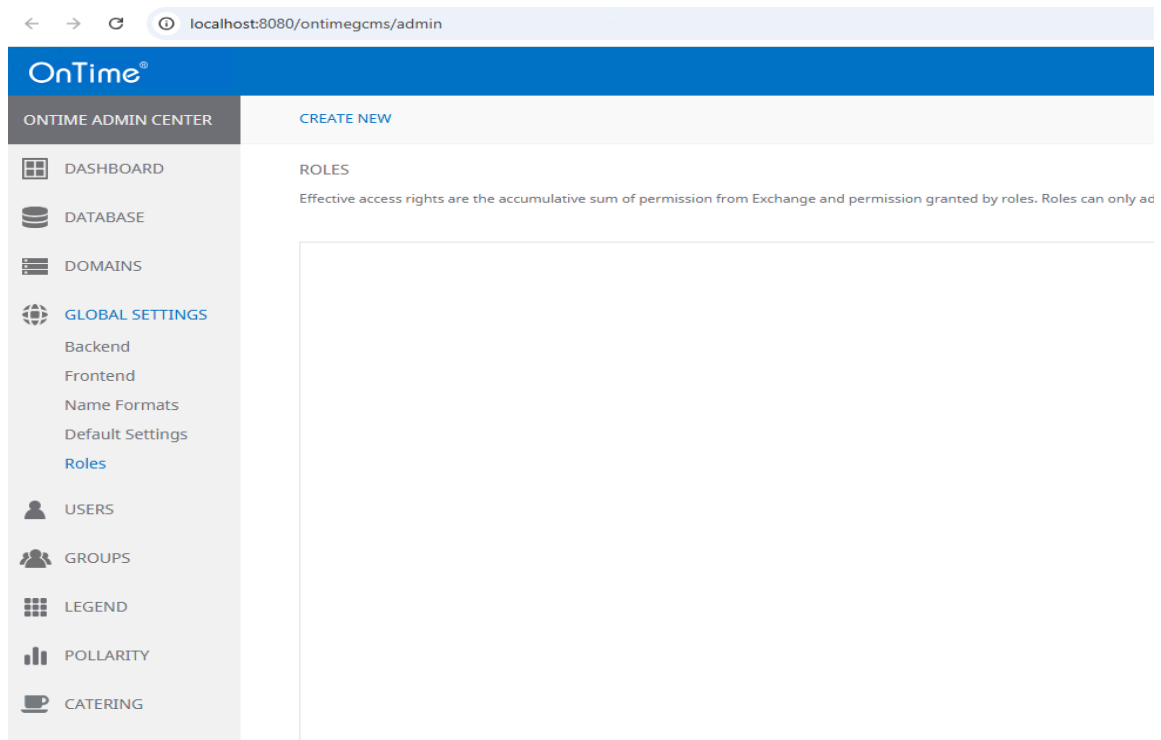 localhost:8080/ontimegcms/admin
OnTime®
ONTIME ADMIN CENTER
CREATE NEW
DASHBOARD
DATABASE
DOMAINS
GLOBAL SETTINGS
Backend
Frontend
Name Formats
Default Settings
Roles
USERS
GROUPS
LEGEND
POLLARITY
CATERING
ROLES
Effective access rights are the accumulative sum of permission from Exchange and permission granted by roles. Roles can only ad